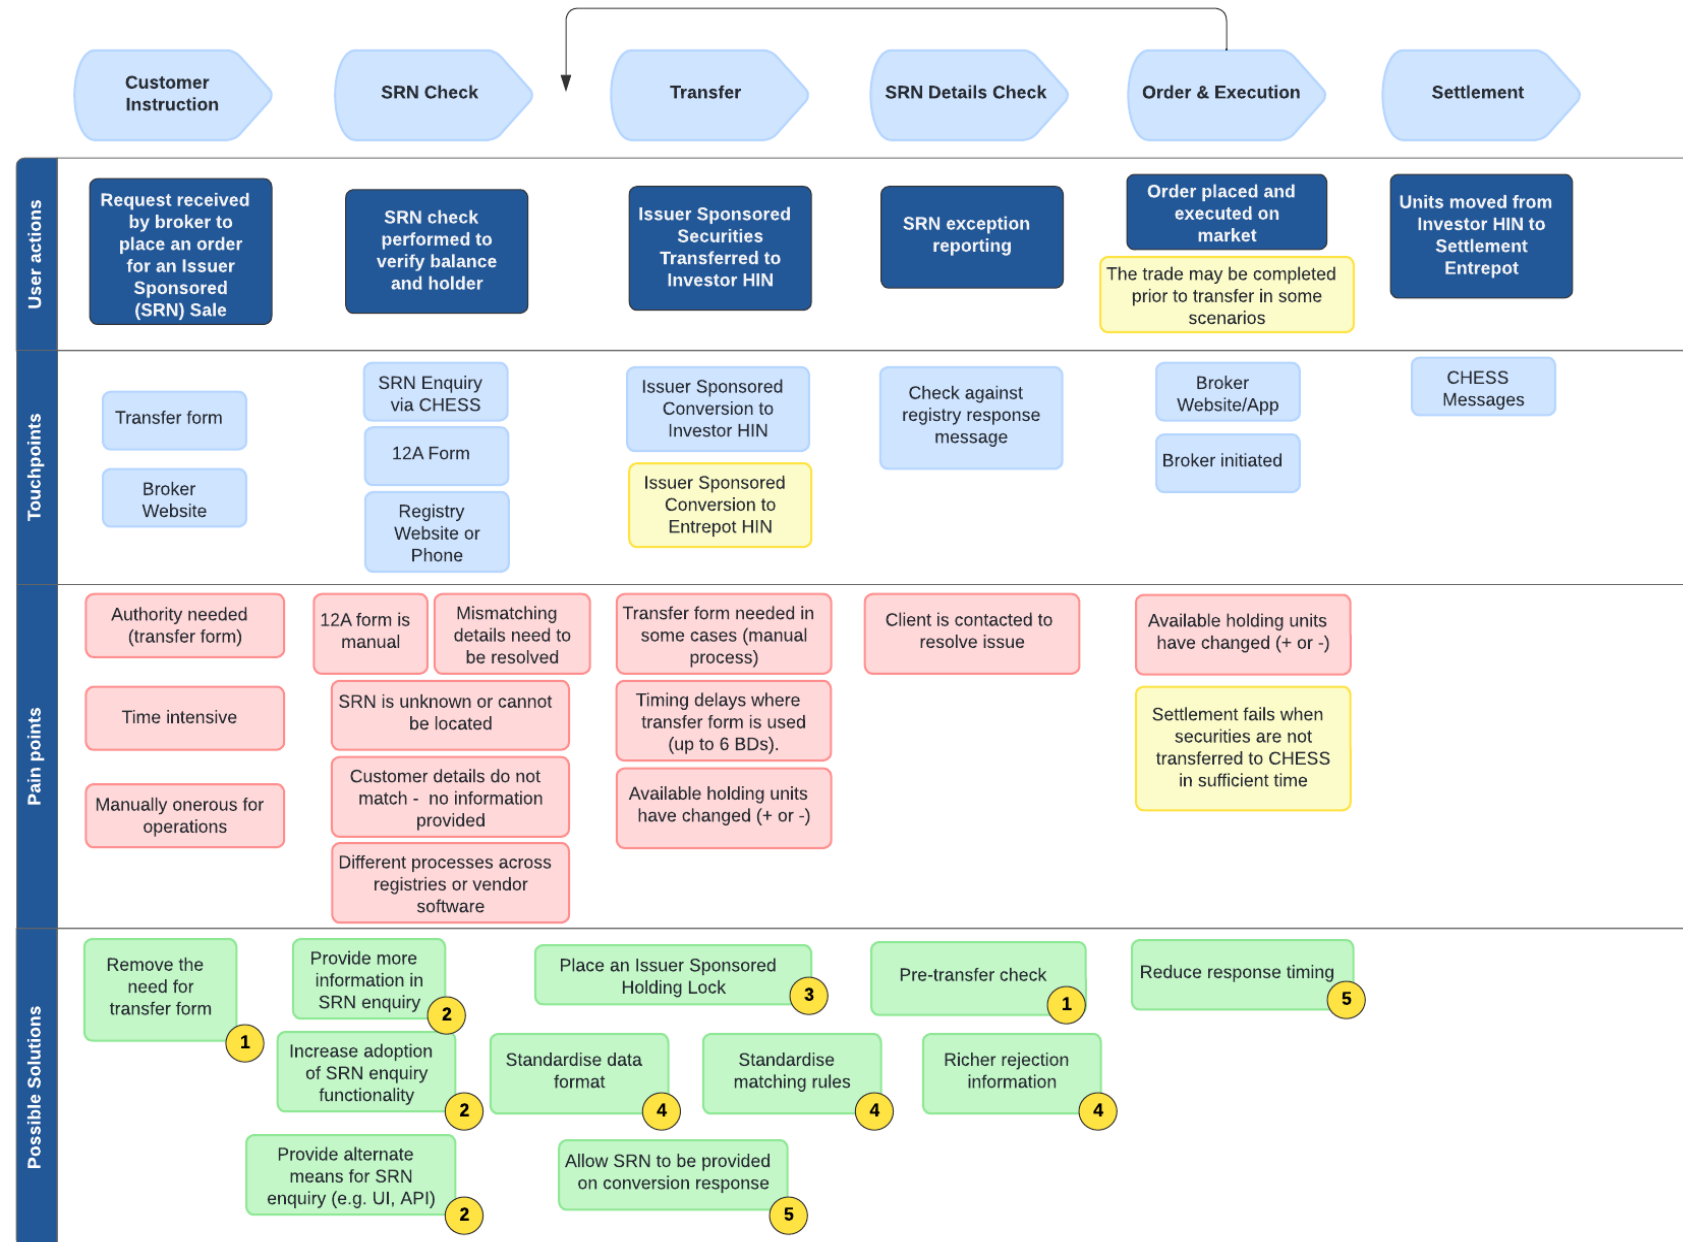 Customer
Instruction
SRN Check
Transfer
SRN Details Check
Order & Execution
Settlement
User actions
Request received
by broker to
place an order
for an Issuer
Sponsored
(SRN) Sale
SRN check
performed to
verify balance
and holder
Issuer Sponsored
Securities
Transferred to
Investor HIN
SRN exception
reporting
Order placed and
executed on
market
The trade may be completed
prior to transfer in some
scenarios
Units moved from
Investor HIN to
Settlement
Entrepot
Touchpoints
Transfer form
Broker
Website
SRN Enquiry
via CHESS
12A Form
Registry
Website or
Phone
Issuer Sponsored
Conversion to
Investor HIN
Issuer Sponsored
Conversion to
Entrepot HIN
Check against
registry response
message
Broker
Website/App
Broker initiated
CHESS
Messages
Pain points
Authority needed
(transfer form)
Time intensive
Manually onerous for
operations
12A form is
manual
Mismatching
details need to
be resolved
SRN is unknown or cannot
be located
Customer details do not
match - no information
provided
Different processes across
registries or vendor
software
Transfer form needed in
some cases (manual
process)
Timing delays where
transfer form is used
(up to 6 BDs).
Available holding units
have changed (+ or -)
Client is contacted to
resolve issue
Available holding units
have changed (+ or -)
Settlement fails when
securities are not
transferred to CHESS
in sufficient time
Possible Solutions
Remove the
need for
transfer form
1
Provide more
information in
SRN enquiry
2
Increase adoption
of SRN enquiry
functionality
2
Provide alternate
means for SRN
enquiry (e.g. UI, API)
2
Place an Issuer Sponsored
Holding Lock
3
Standardise data
format
4
Standardise
matching rules
4
Allow SRN to be provided
on conversion response
5
Pre-transfer check
1
Richer rejection
information
4
Reduce response timing
5